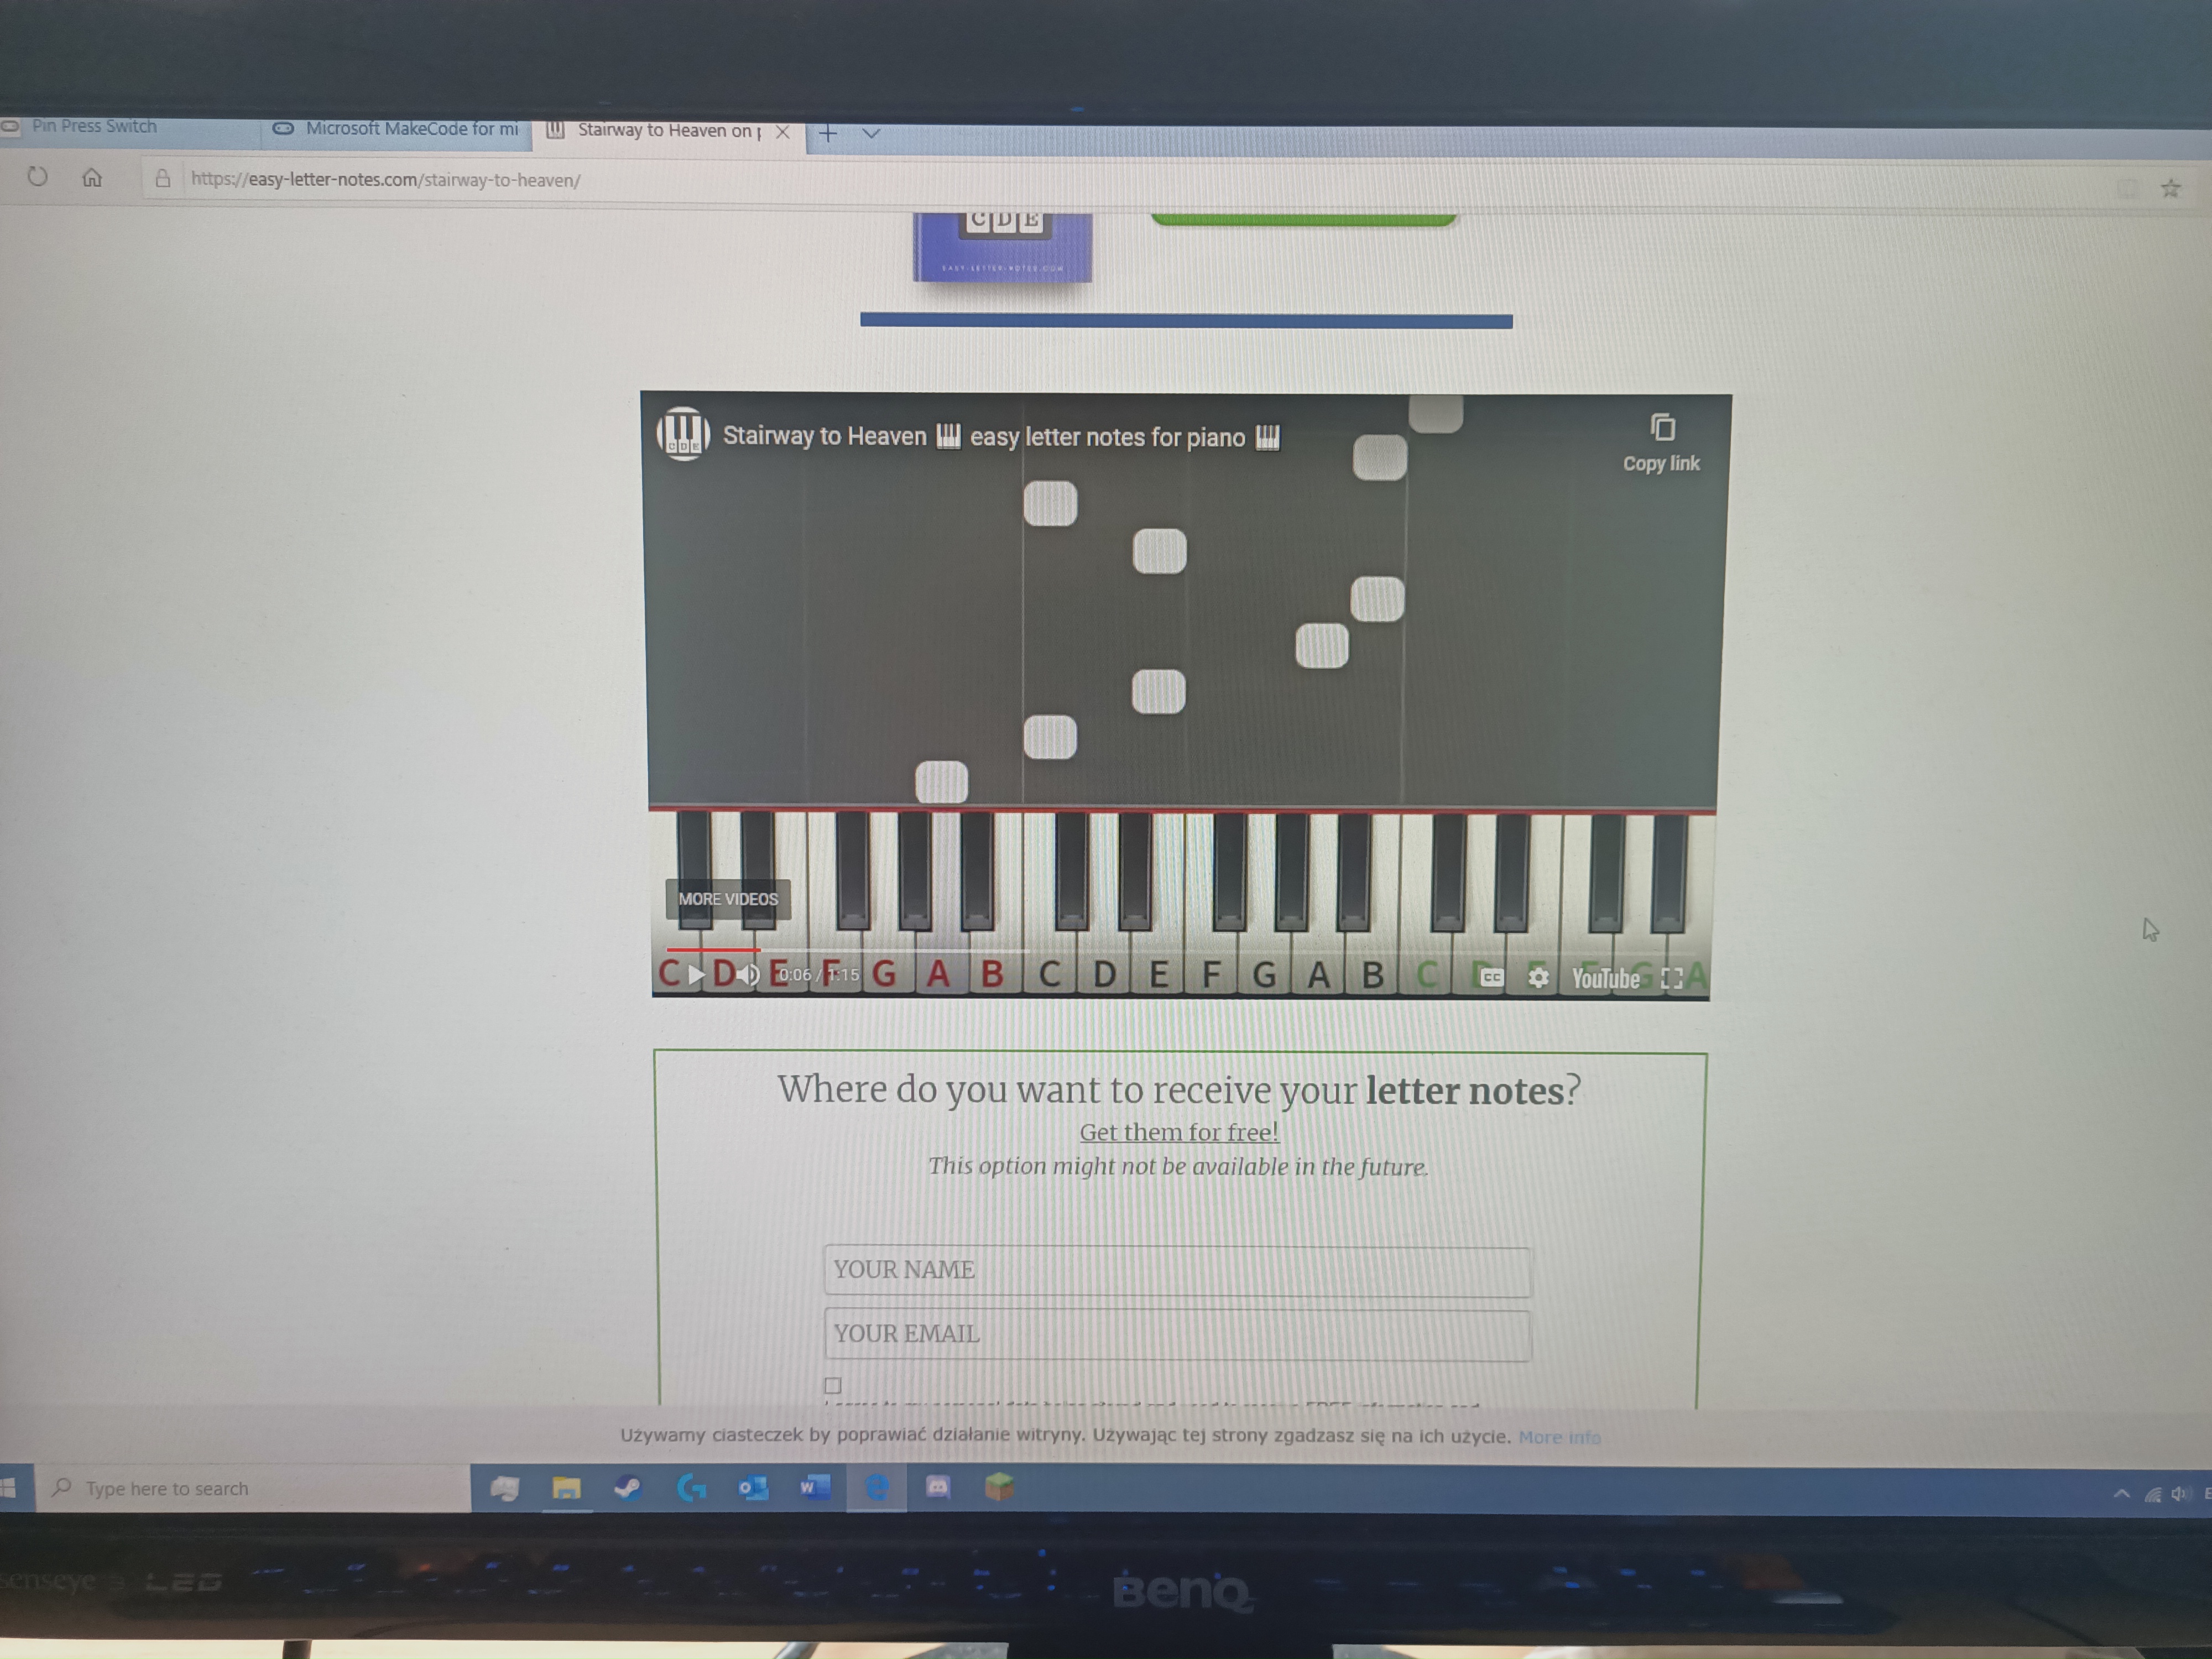 Pin Press Switch
Microsoft MakeCode for mi
Stairway to Heaven on p
https://easy-letter-notes.com/stairway-to-heaven/
C D E
EASY-LETTER-NOTES.COM
CDE
Stairway to Heaven easy letter notes for piano
Copy link
MORE VIDEOS
0:06 / 1:15
C D E F G A B C D E F G A B C D E F G A
CC
YouTube
Where do you want to receive your letter notes?
Get them for free!
This option might not be available in the future.
YOUR NAME
YOUR EMAIL
Używamy ciasteczek by poprawiać działanie witryny. Używając tej strony zgadzasz się na ich użycie. More info
Type here to search
senseye 3 LED
BenQ